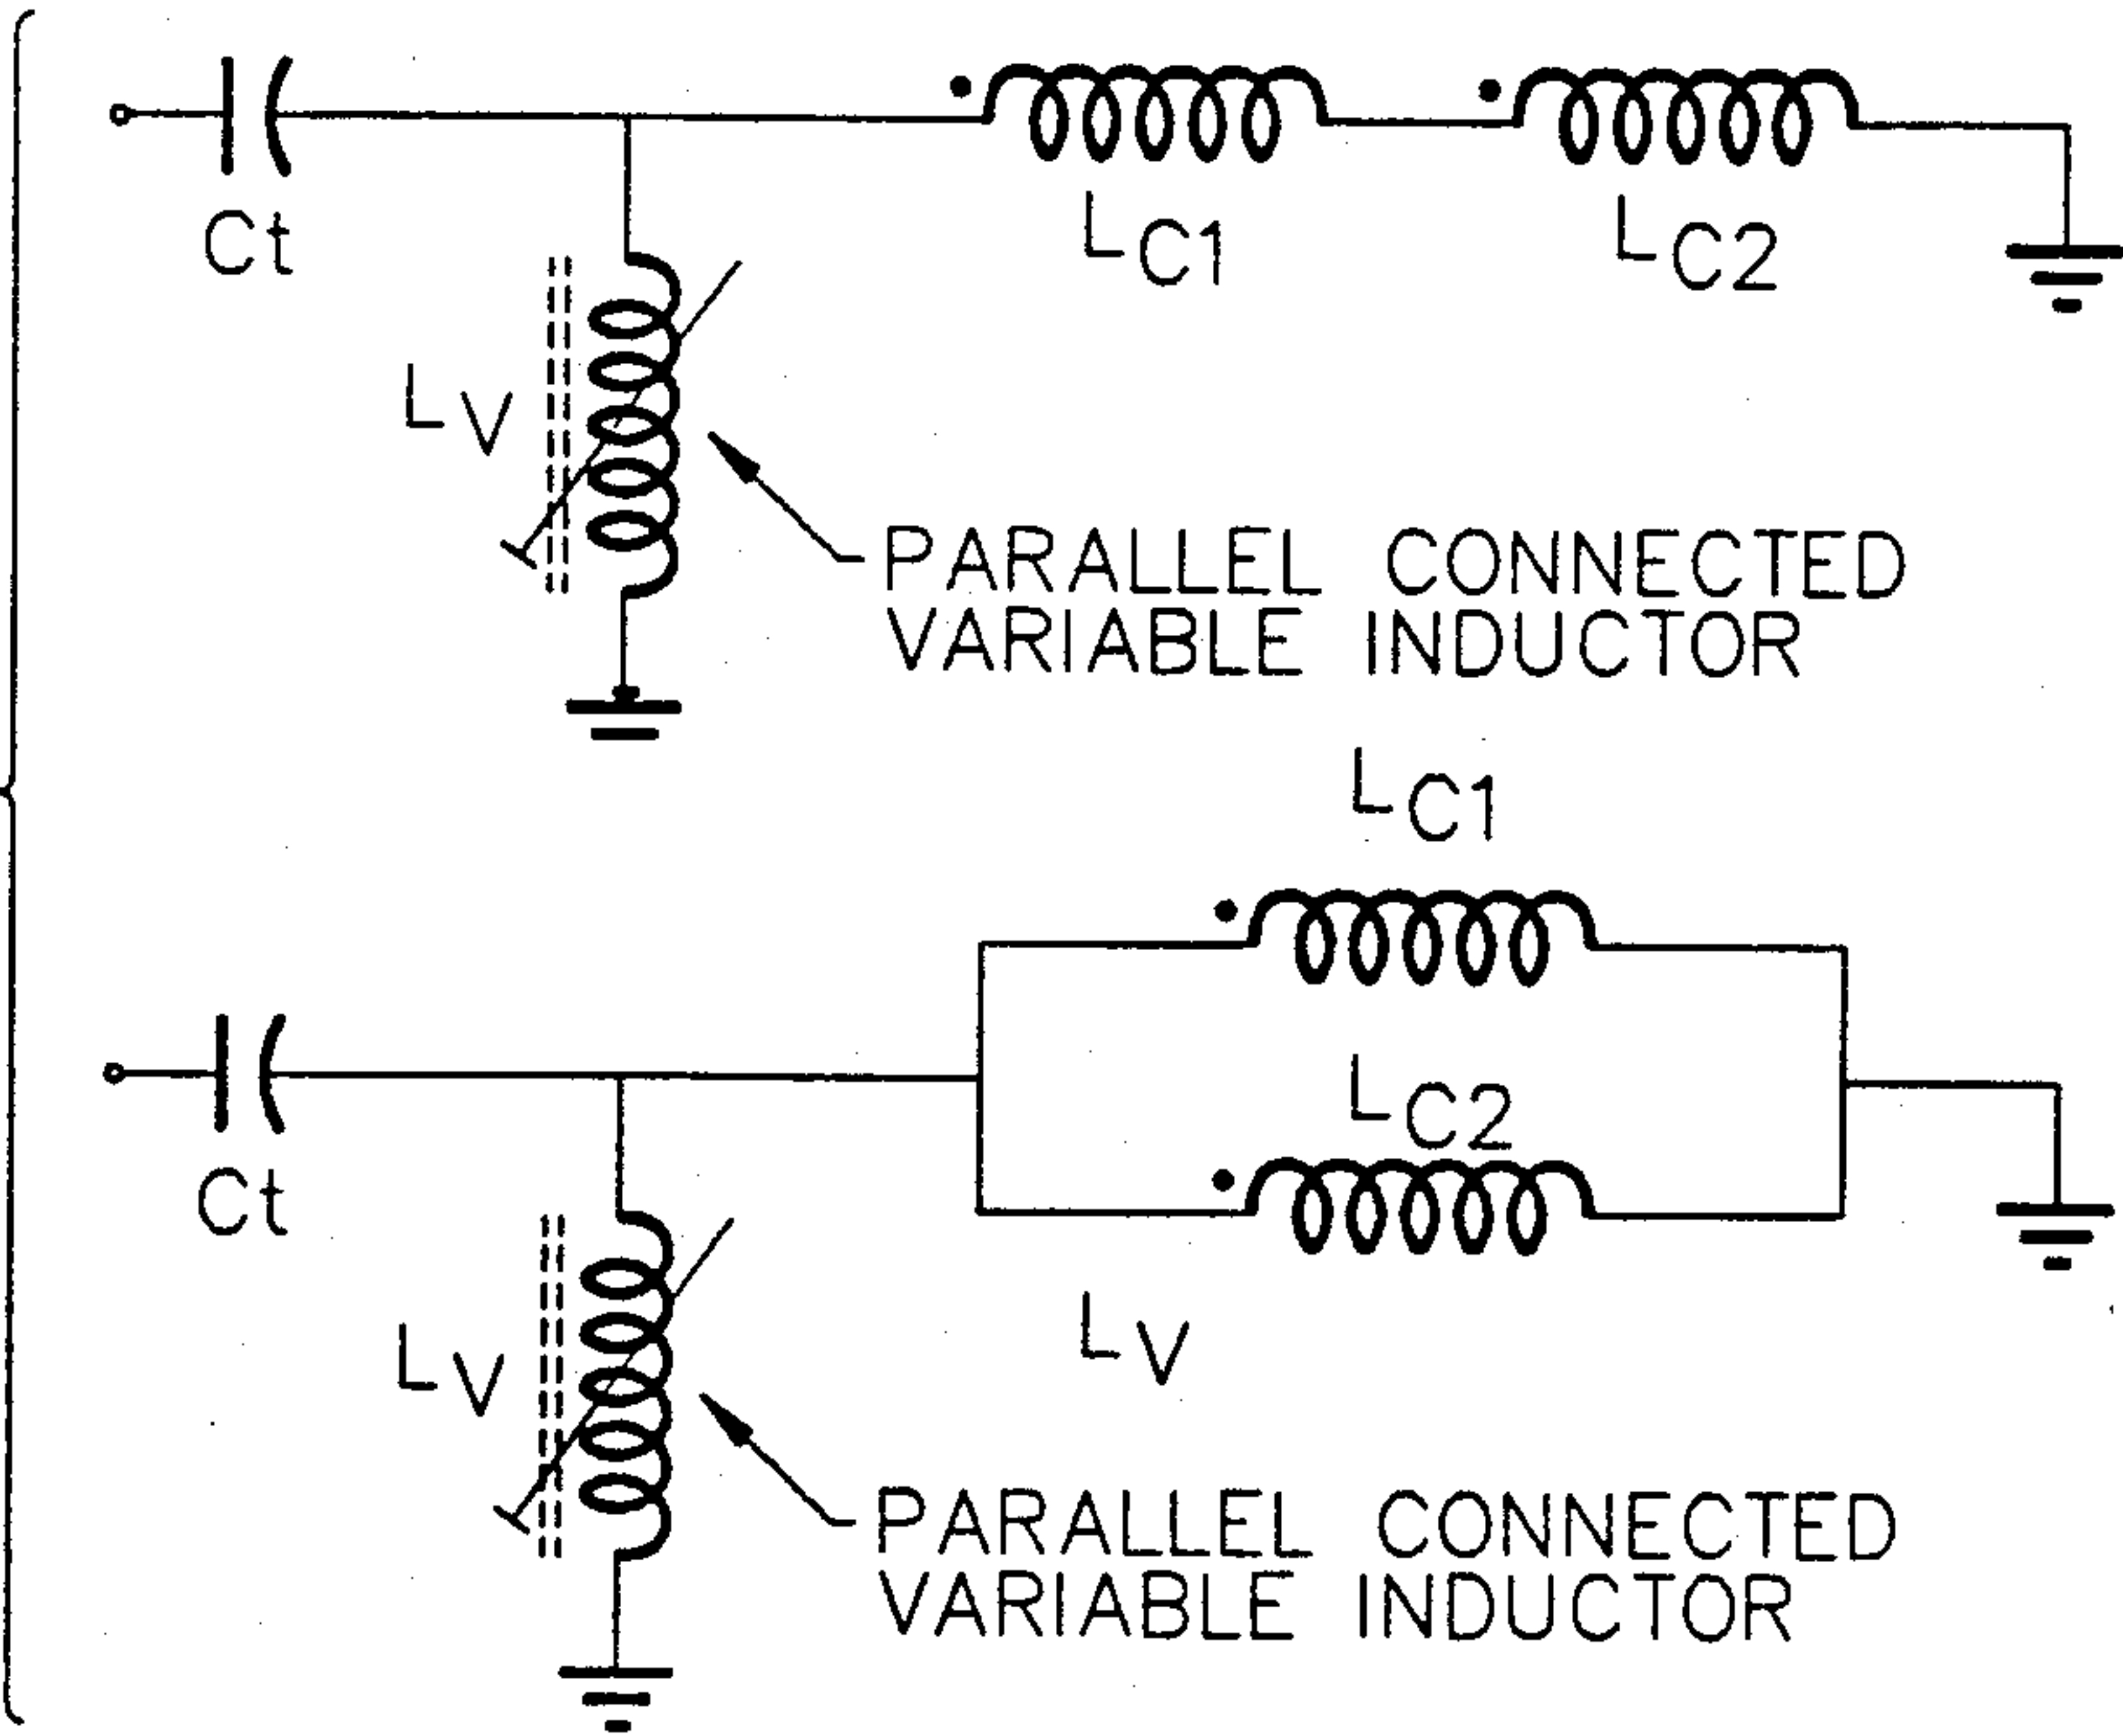 Ct
LC1
LC2
LV
PARALLEL CONNECTED
VARIABLE INDUCTOR
LC1
Ct
LC2
LV
LV
PARALLEL CONNECTED
VARIABLE INDUCTOR